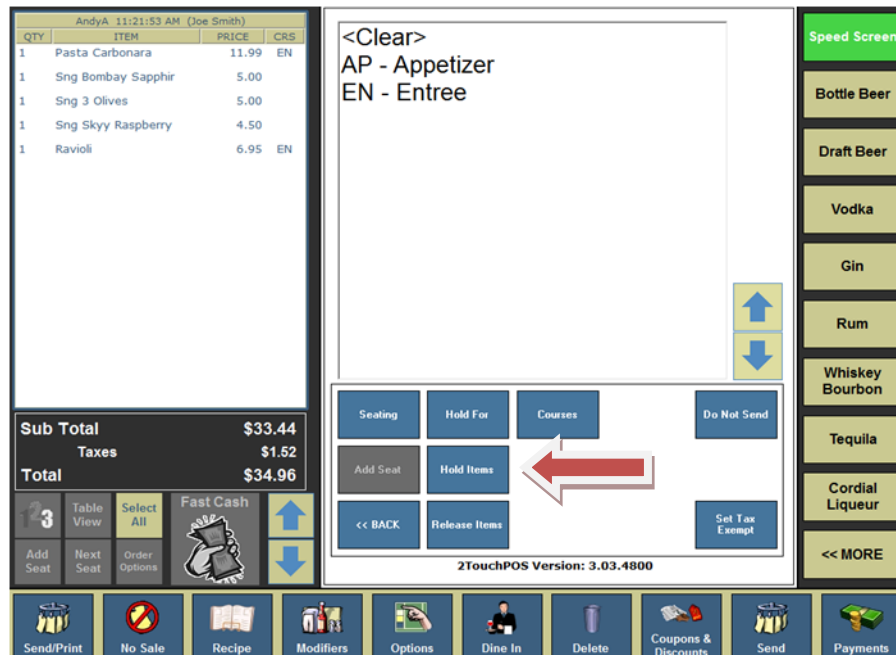 AndyA 11:21:53 AM (Joe Smith)
QTY ITEM PRICE CRS
1 Pasta Carbonara 11.99 EN
1 Sng Bombay Sapphir 5.00
1 Sng 3 Olives 5.00
1 Sng Skyy Raspberry 4.50
1 Ravioli 6.95 EN
Sub Total $33.44
Taxes $1.52
Total $34.96
123
Table
View
Select
All
Fast Cash
Add
Seat
Next
Seat
Order
Options
<Clear>
AP - Appetizer
EN - Entree
Seating
Hold For
Courses
Do Not Send
Add Seat
Hold Items
<< BACK
Release Items
Set Tax
Exempt
2TouchPOS Version: 3.03.4800
Speed Screen
Bottle Beer
Draft Beer
Vodka
Gin
Rum
Whiskey
Bourbon
Tequila
Cordial
Liqueur
<< MORE
Send/Print
No Sale
Recipe
Modifiers
Options
Dine In
Delete
Coupons &
Discounts
Send
Payments